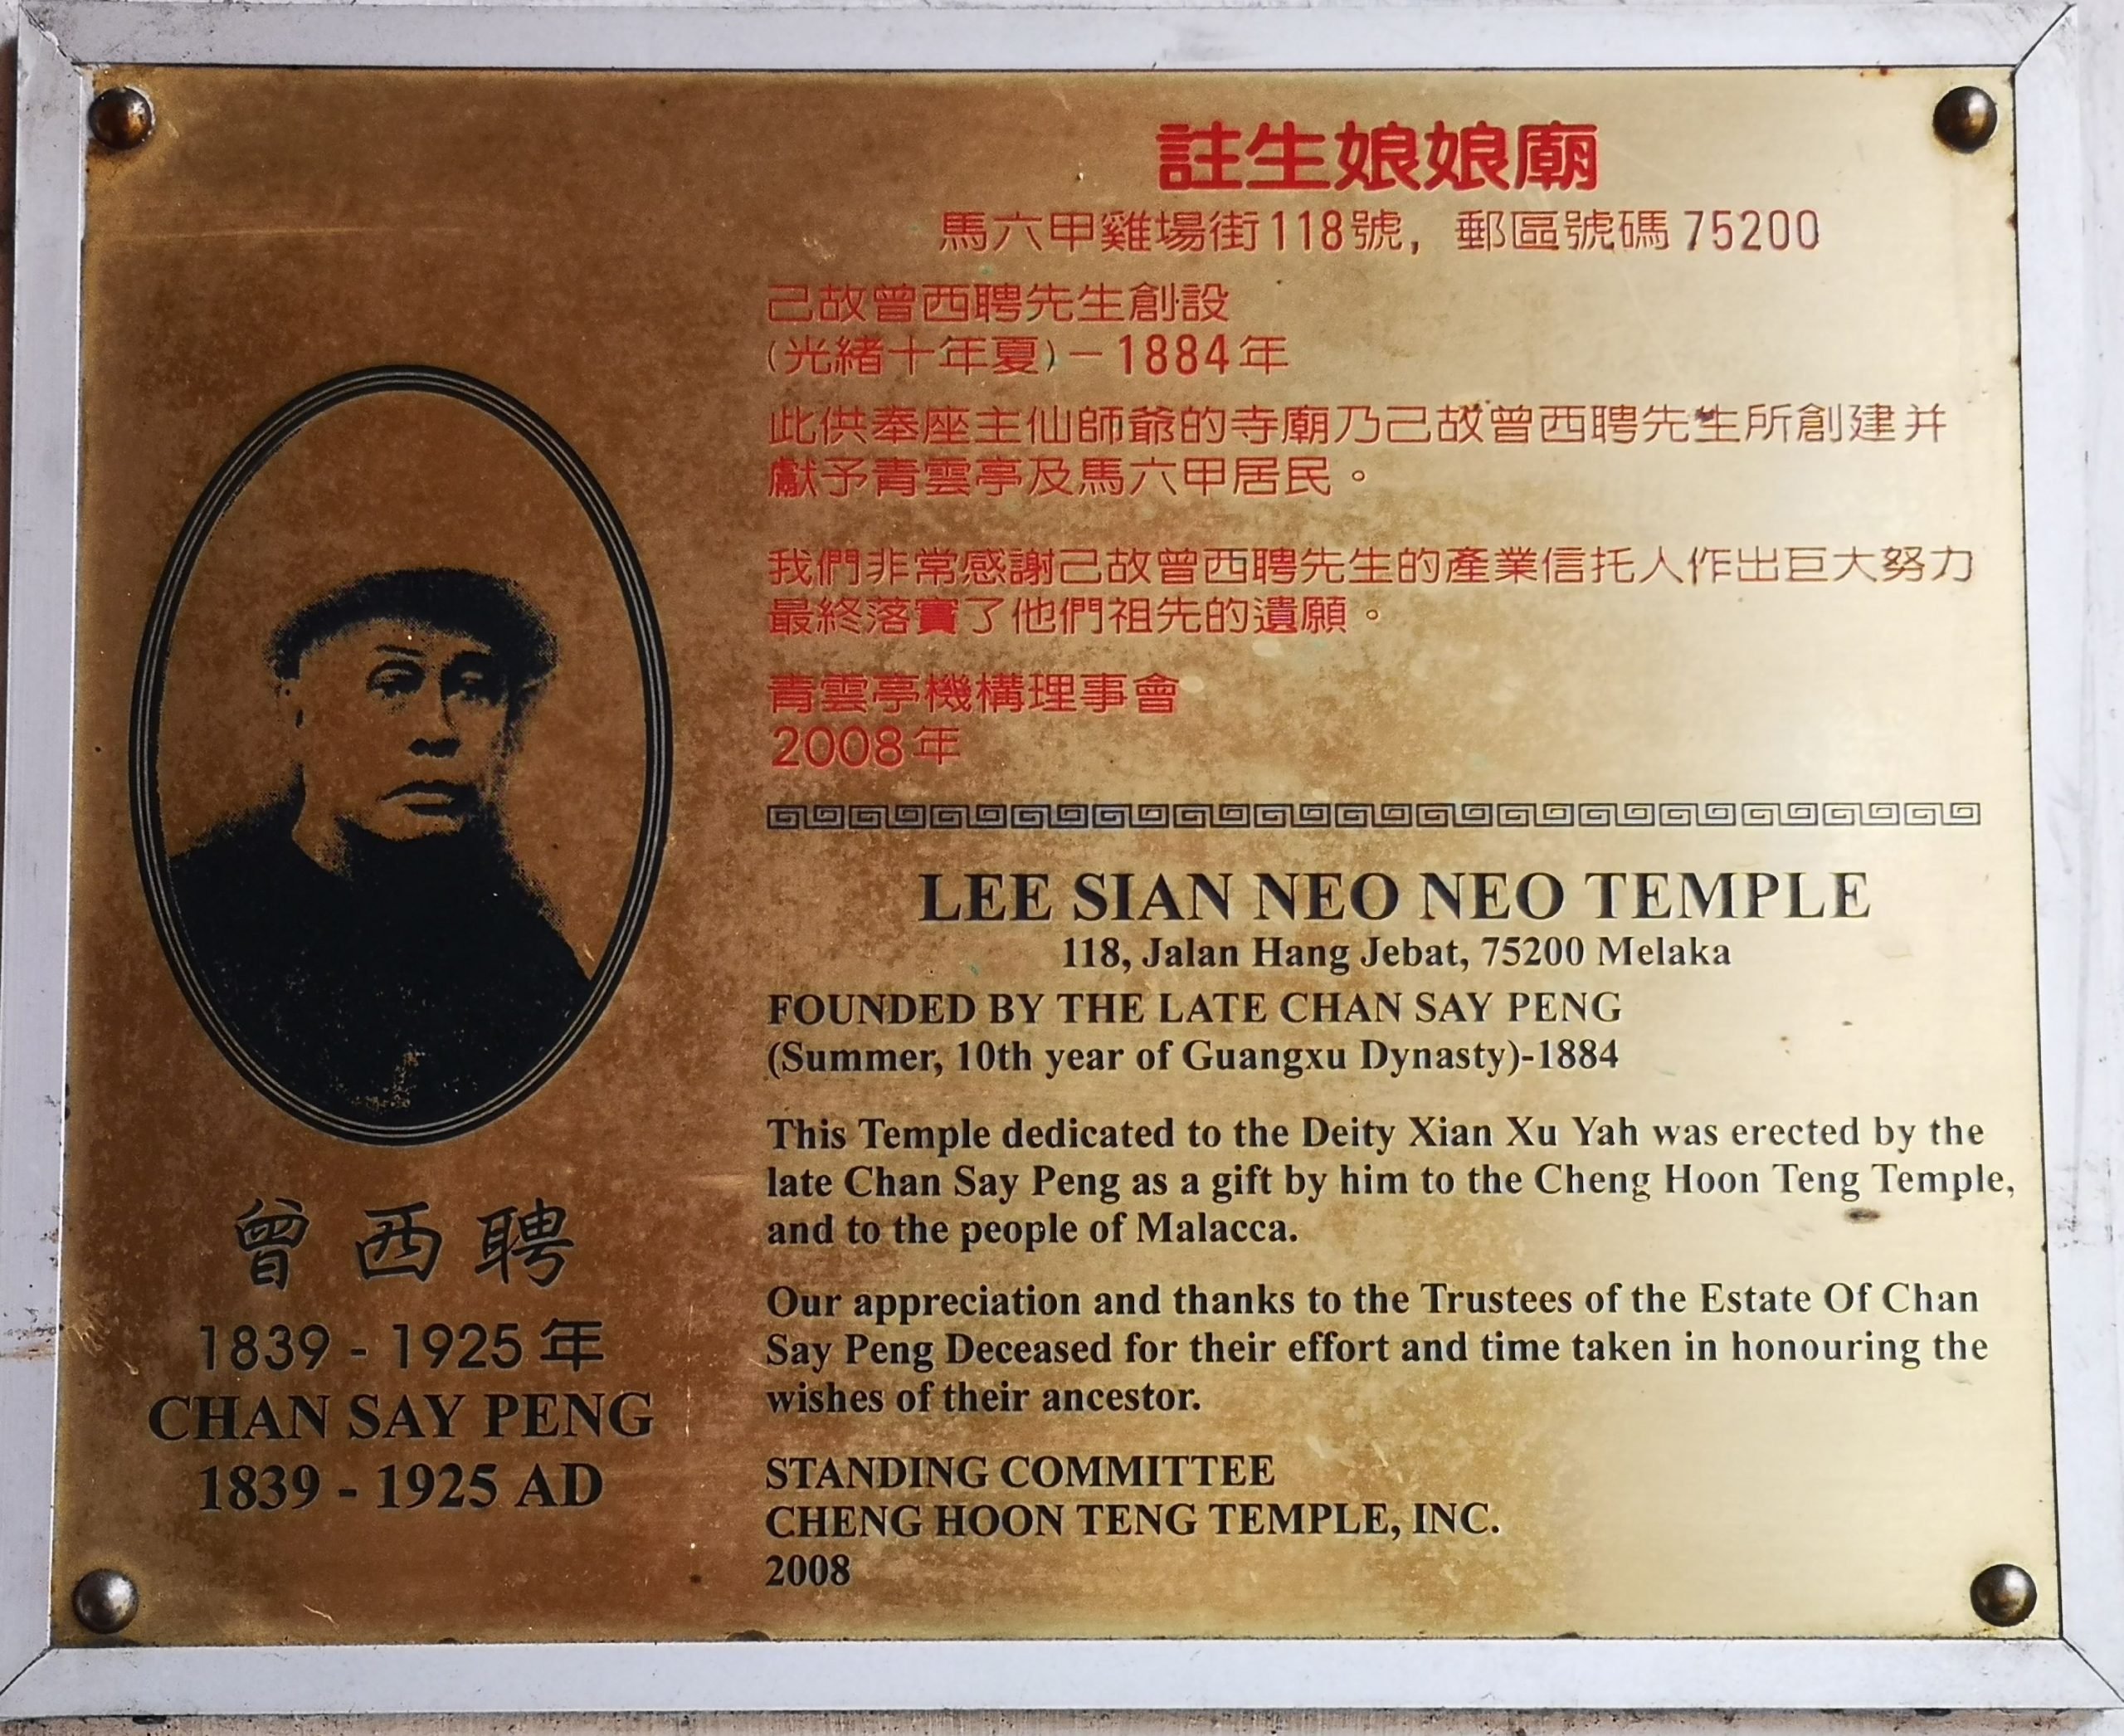 註生娘娘廟
馬六甲雞場街118號, 郵區號碼 75200
己故曾西聘先生創設
(光緒十年夏)－1884年
此供奉座主仙師爺的寺廟乃己故曾西聘先生所創建并
獻予青雲亭及馬六甲居民。
我們非常感謝己故曾西聘先生的產業信托人作出巨大努力
最終落實了他們祖先的遺願。
青雲亭機構理事會
2008年
LEE SIAN NEO NEO TEMPLE
118, Jalan Hang Jebat, 75200 Melaka
FOUNDED BY THE LATE CHAN SAY PENG
(Summer, 10th year of Guangxu Dynasty)-1884
This Temple dedicated to the Deity Xian Xu Yah was erected by the
late Chan Say Peng as a gift by him to the Cheng Hoon Teng Temple,
and to the people of Malacca.
Our appreciation and thanks to the Trustees of the Estate Of Chan
Say Peng Deceased for their effort and time taken in honouring the
wishes of their ancestor.
STANDING COMMITTEE
CHENG HOON TENG TEMPLE, INC.
2008
曾西聘
1839 - 1925 年
CHAN SAY PENG
1839 - 1925 AD